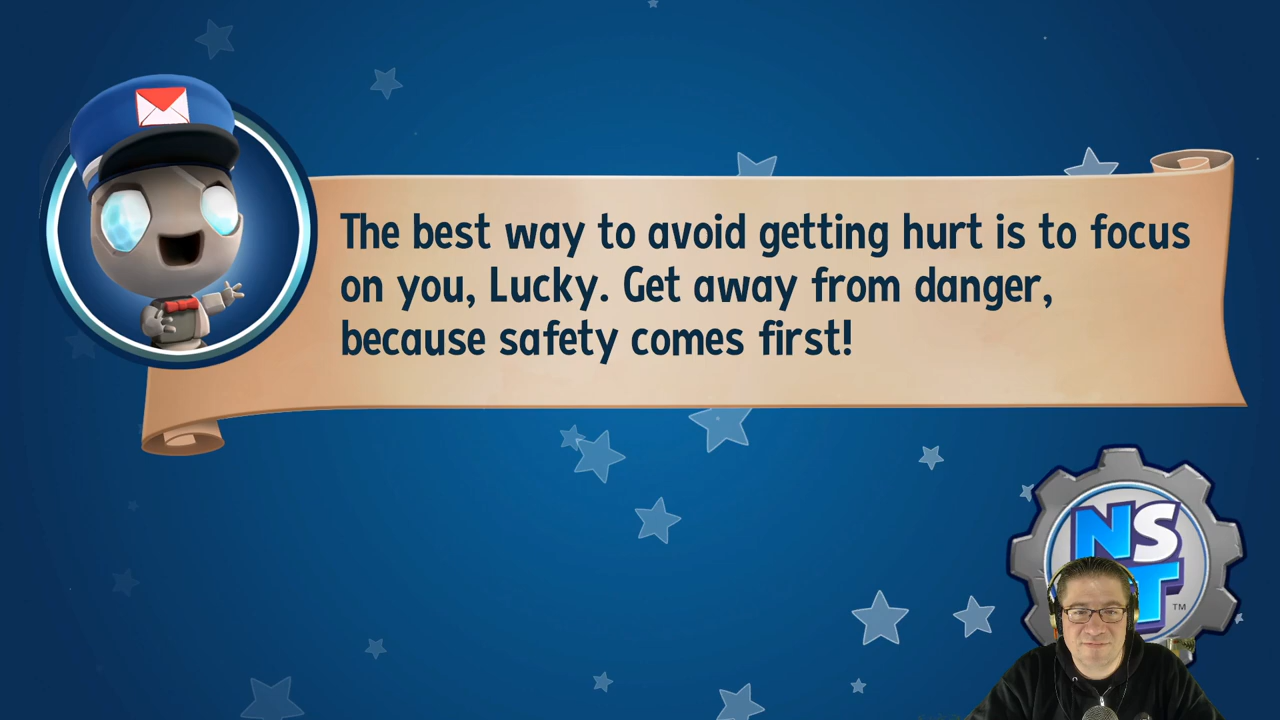 The best way to avoid getting hurt is to focus
on you, Lucky. Get away from danger,
because safety comes first!
NS
T
TM